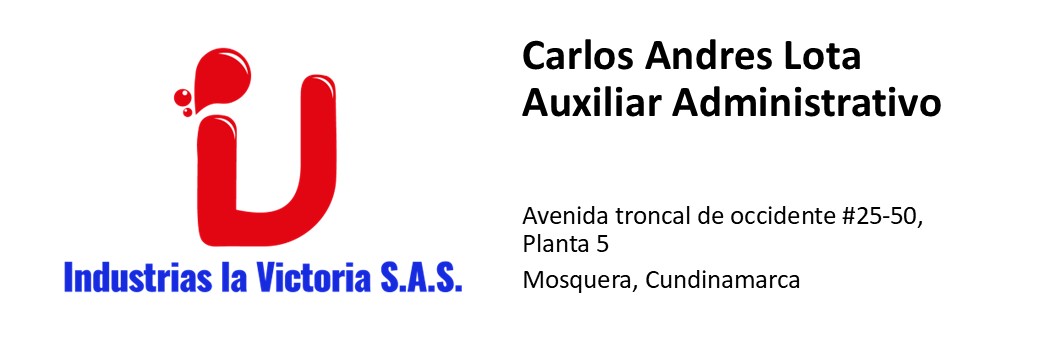 Industrias la Victoria S.A.S.
Carlos Andres Lota
Auxiliar Administrativo
Avenida troncal de occidente #25-50,
Planta 5
Mosquera, Cundinamarca